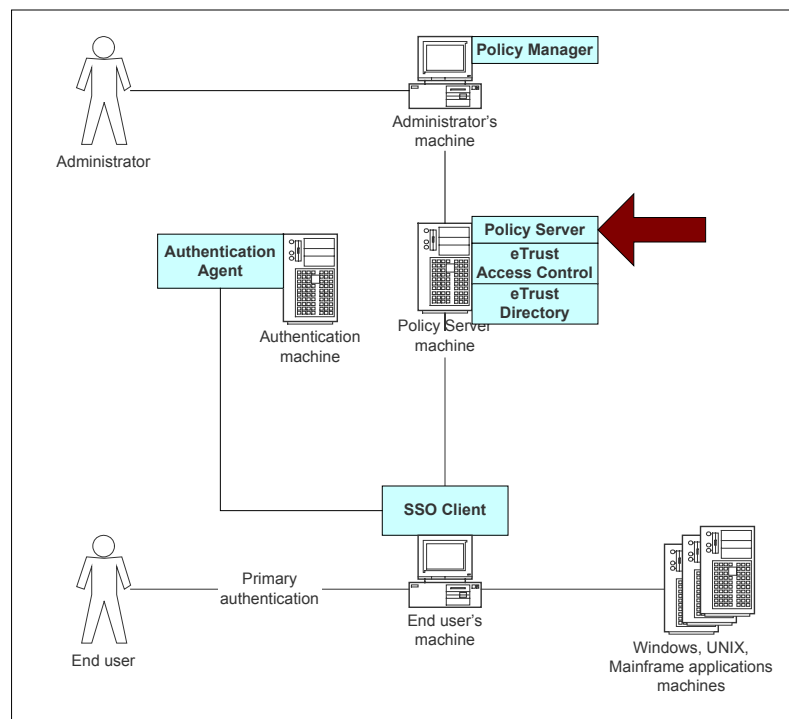 Policy Manager
Administrator
Administrator's
machine
Policy Server
eTrust
Access Control
eTrust
Directory
Authentication
Agent
Authentication
machine
Policy Server
machine
SSO Client
Primary
authentication
End user
End user's
machine
Windows, UNIX,
Mainframe applications
machines